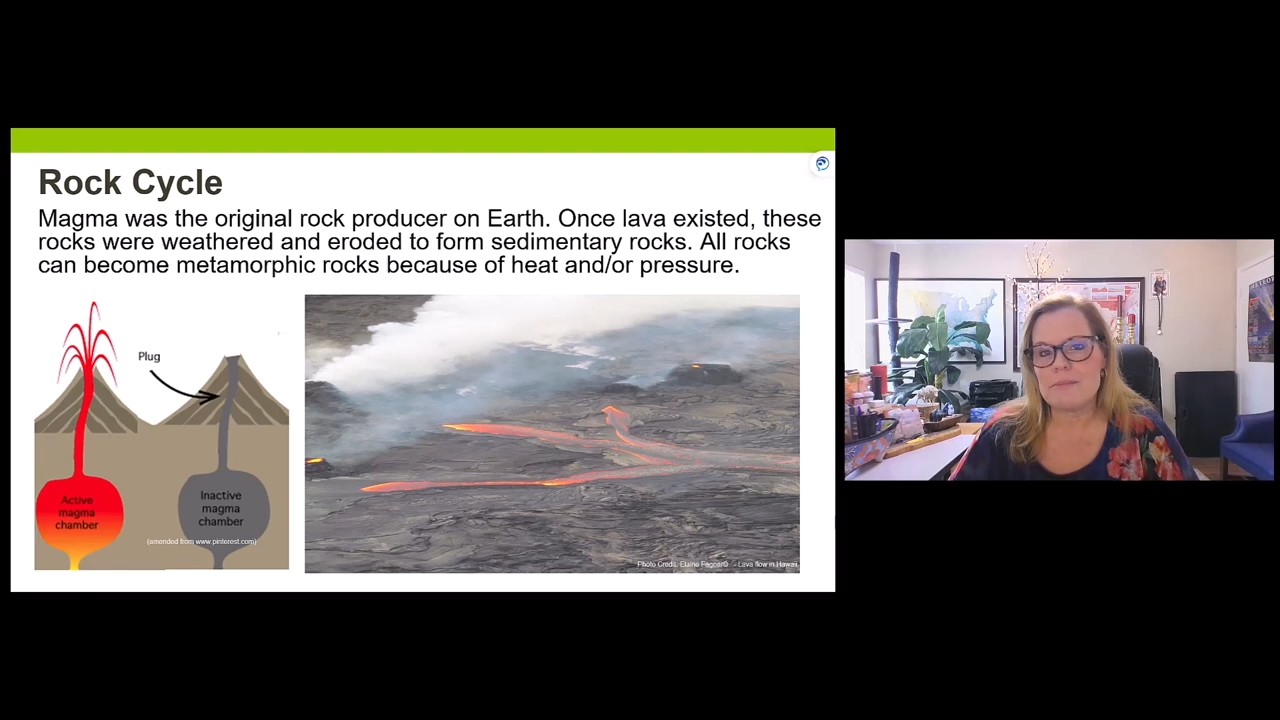 Rock Cycle
Magma was the original rock producer on Earth. Once lava existed, these
rocks were weathered and eroded to form sedimentary rocks. All rocks
can become metamorphic rocks because of heat and/or pressure.
Plug
Active
magma
chamber
Inactive
magma
chamber
(amended from www.pinterest.com)
Photo Credit: Elaine Fagner© - Lava flow in Hawaii